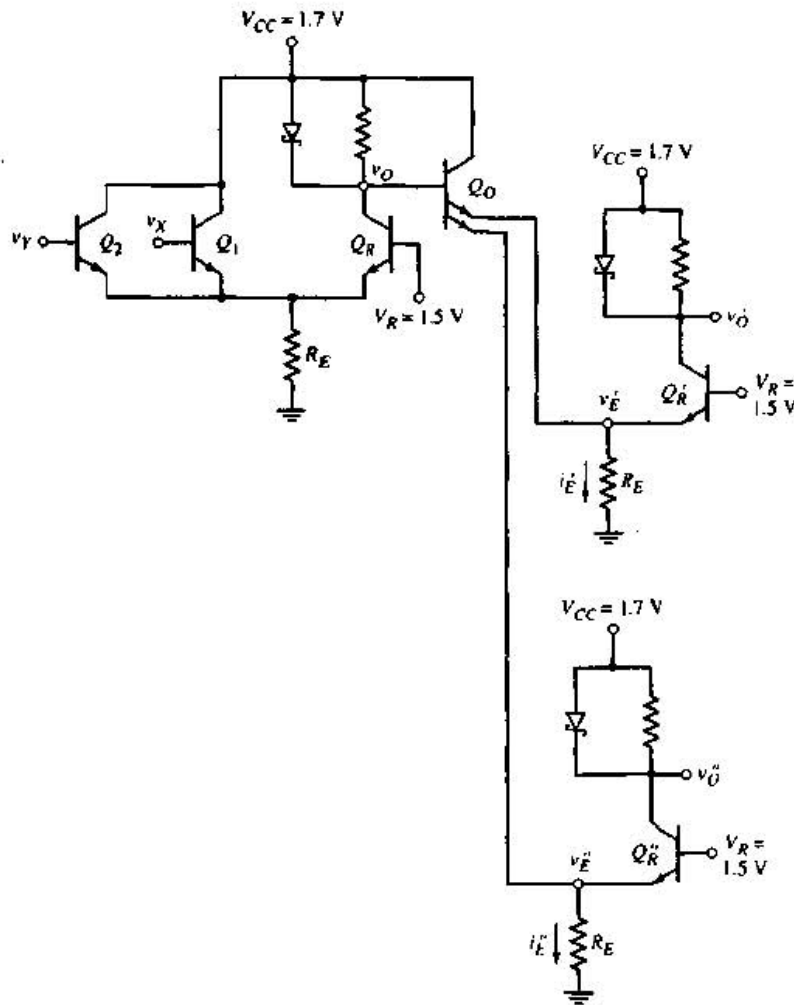 V_CC = 1.7 V
v_O
Q_O
V_CC = 1.7 V
v_Y
Q_2
v_X
Q_1
Q_R
V_R = 1.5 V
R_E
v'_O
Q'_R
V_R =
1.5 V
v'_E
i'_E
R_E
V_CC = 1.7 V
v''_O
Q''_R
V_R =
1.5 V
v''_E
i''_E
R_E